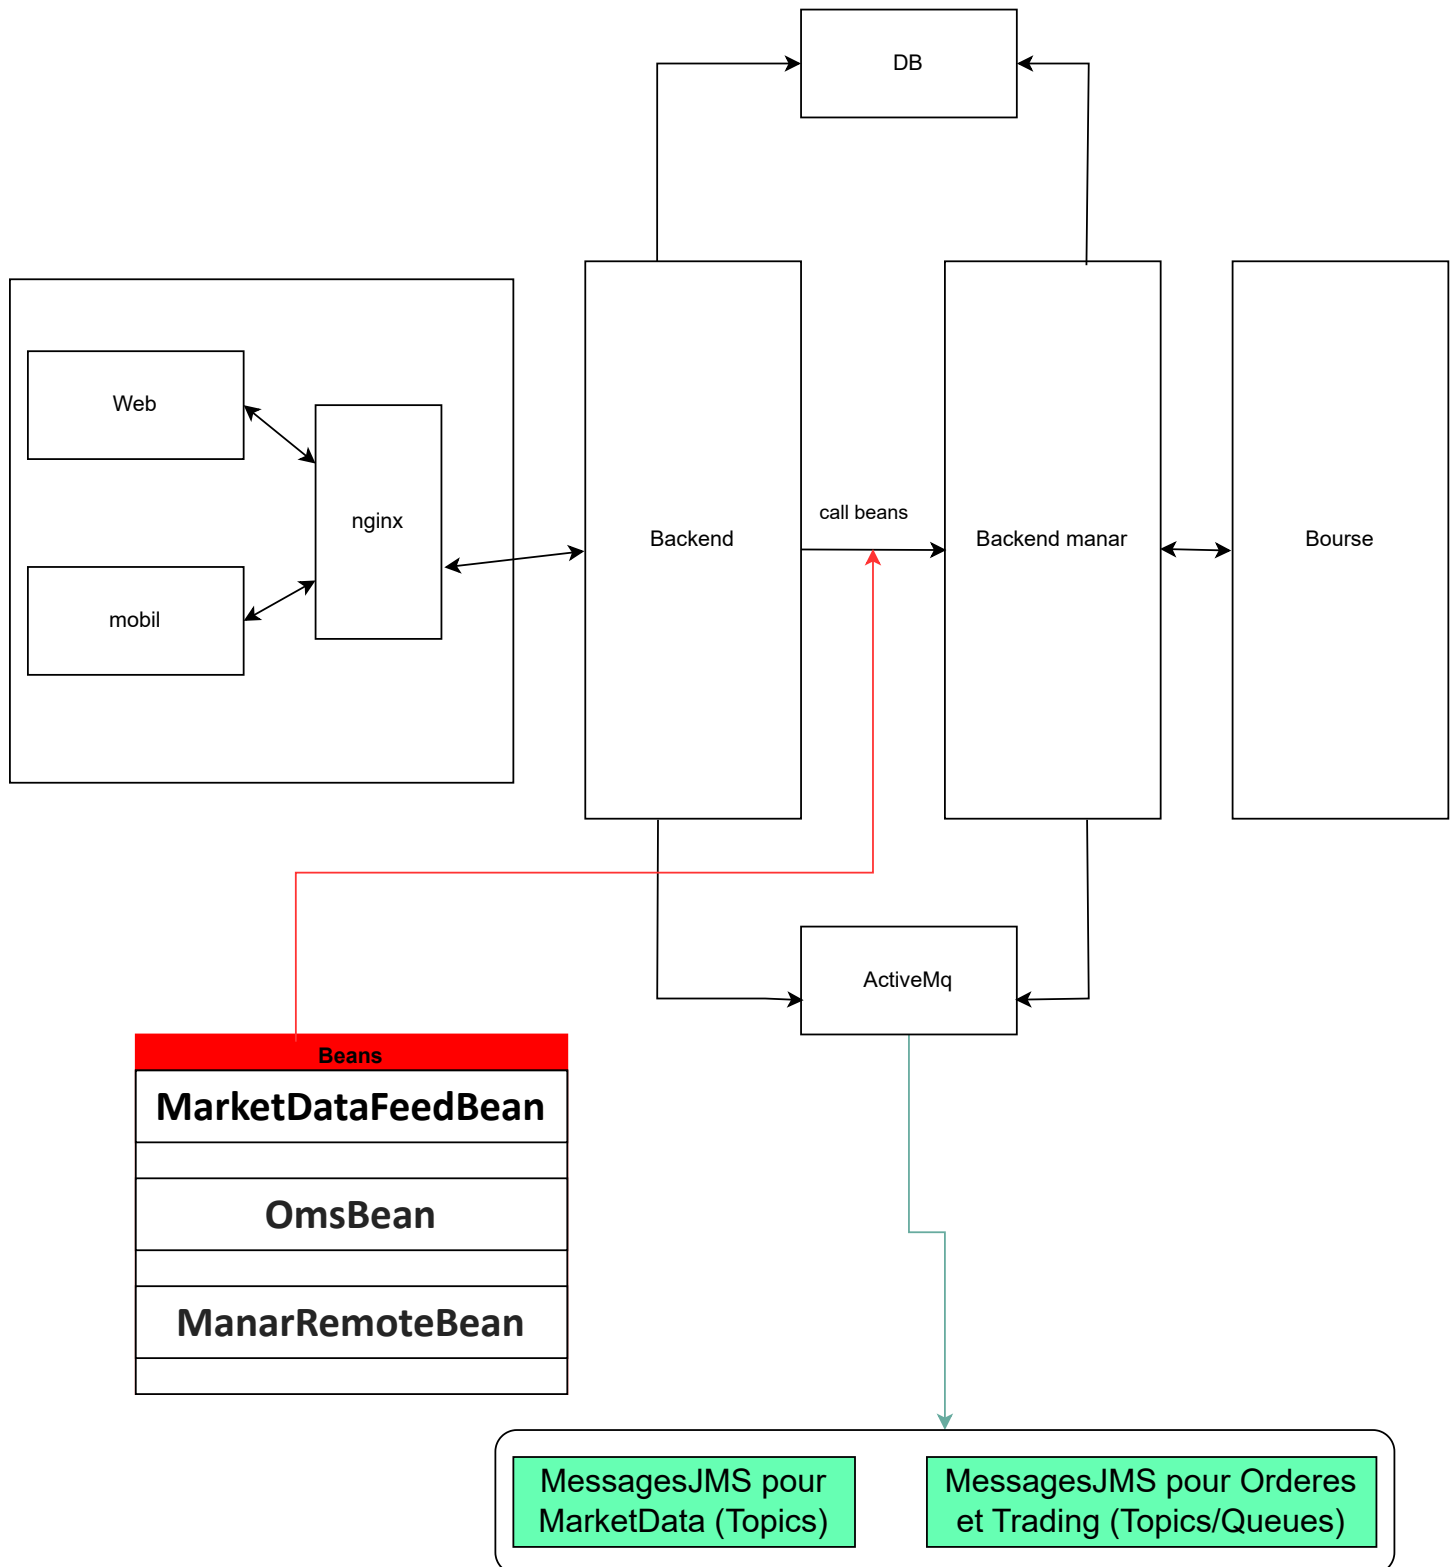 DB
Web
nginx
mobil
Backend
call beans
Backend manar
Bourse
ActiveMq
Beans
MarketDataFeedBean
OmsBean
ManarRemoteBean
MessagesJMS pour
MarketData (Topics)
MessagesJMS pour Orderes
et Trading (Topics/Queues)